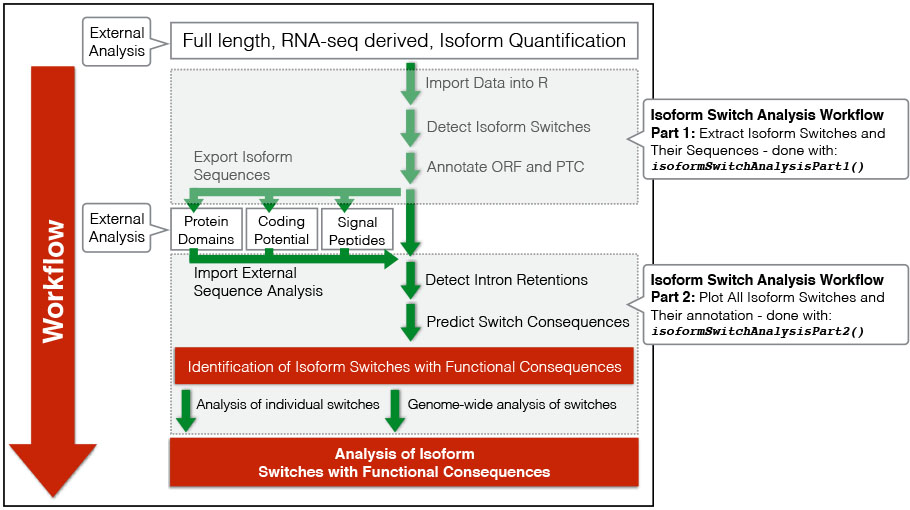 External
Analysis
Full length, RNA-seq derived, Isoform Quantification
Import Data into R
Detect Isoform Switches
Annotate ORF and PTC
Export Isoform
Sequences
Isoform Switch Analysis Workflow
Part 1: Extract Isoform Switches and
Their Sequences - done with:
isoformSwitchAnalysisPart1()
External
Analysis
Protein
Domains
Coding
Potential
Signal
Peptides
Import External
Sequence Analysis
Detect Intron Retentions
Predict Switch Consequences
Isoform Switch Analysis Workflow
Part 2: Plot All Isoform Switches and
Their annotation - done with:
isoformSwitchAnalysisPart2()
Workflow
Identification of Isoform Switches with Functional Consequences
Analysis of individual switches
Genome-wide analysis of switches
Analysis of Isoform
Switches with Functional Consequences